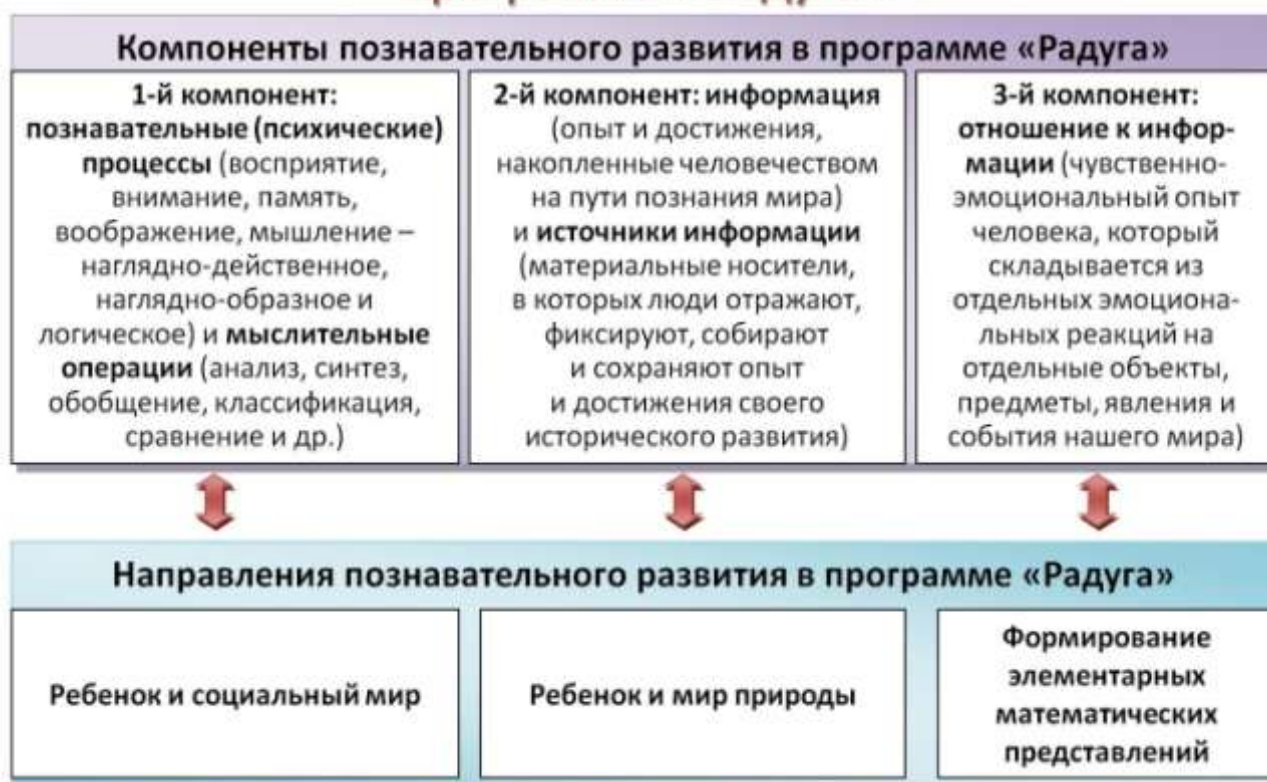 Компоненты познавательного развития в программе «Радуга»
1-й компонент:
познавательные (психические)
процессы (восприятие,
внимание, память,
воображение, мышление –
наглядно-действенное,
наглядно-образное и
логическое) и мыслительные
операции (анализ, синтез,
обобщение, классификация,
сравнение и др.)
2-й компонент: информация
(опыт и достижения,
накопленные человечеством
на пути познания мира)
и источники информации
(материальные носители,
в которых люди отражают,
фиксируют, собирают
и сохраняют опыт
и достижения своего
исторического развития)
3-й компонент:
отношение к инфор-
мации (чувственно-
эмоциональный опыт
человека, который
складывается из
отдельных эмоциона-
льных реакций на
отдельные объекты,
предметы, явления и
события нашего мира)
Направления познавательного развития в программе «Радуга»
Ребенок и социальный мир
Ребенок и мир природы
Формирование
элементарных
математических
представлений